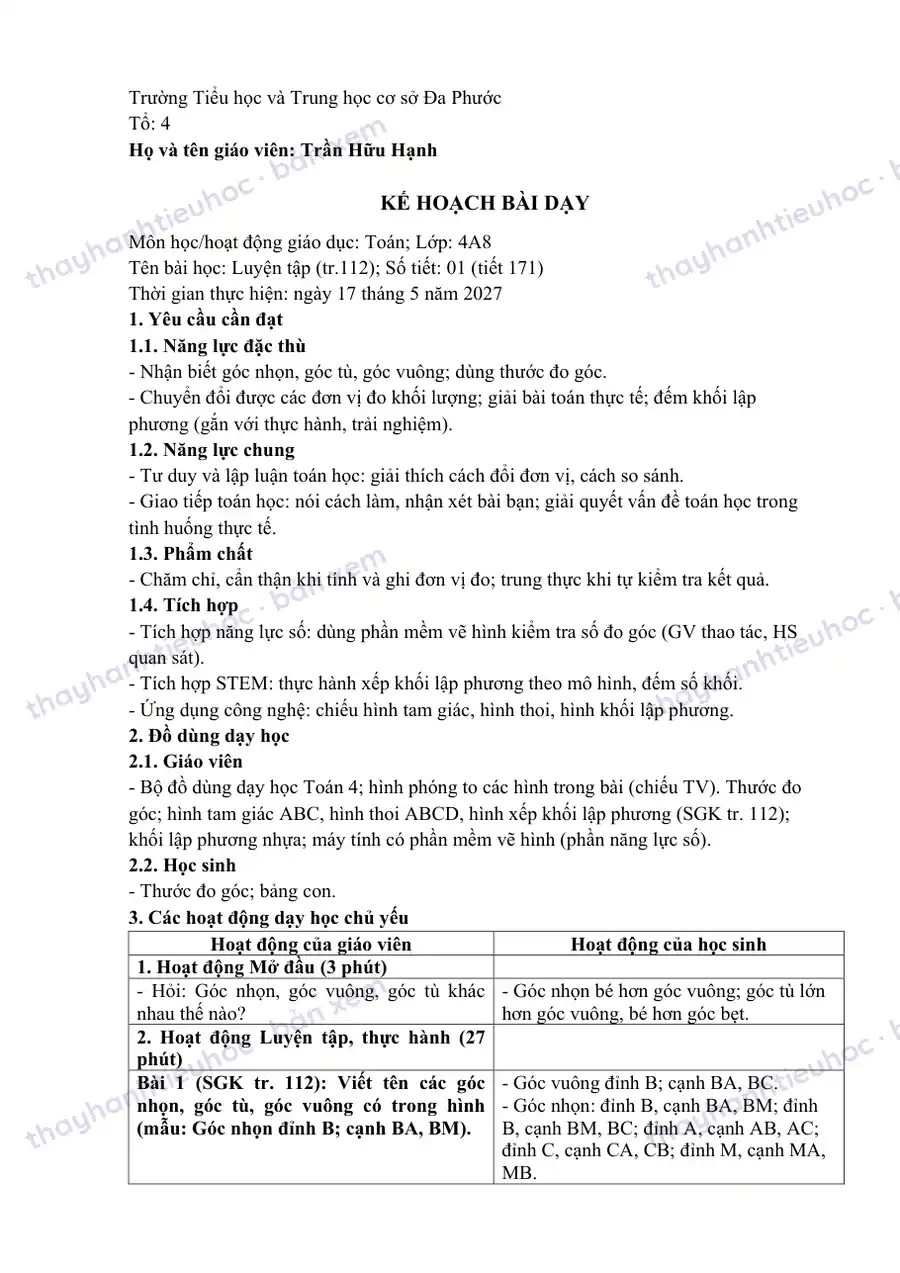 Trường Tiểu học và Trung học cơ sở Đa Phước
Tổ: 4
Họ và tên giáo viên: Trần Hữu Hạnh
KẾ HOẠCH BÀI DẠY
Môn học/hoạt động giáo dục: Toán; Lớp: 4A8
Tên bài học: Luyện tập (tr.112); Số tiết: 01 (tiết 171)
Thời gian thực hiện: ngày 17 tháng 5 năm 2027
1. Yêu cầu cần đạt
1.1. Năng lực đặc thù
- Nhận biết góc nhọn, góc tù, góc vuông; dùng thước đo góc.
- Chuyển đổi được các đơn vị đo khối lượng; giải bài toán thực tế; đếm khối lập
phương (gắn với thực hành, trải nghiệm).
1.2. Năng lực chung
- Tư duy và lập luận toán học: giải thích cách đổi đơn vị, cách so sánh.
- Giao tiếp toán học: nói cách làm, nhận xét bài bạn; giải quyết vấn đề toán học trong
tình huống thực tế.
1.3. Phẩm chất
- Chăm chỉ, cẩn thận khi tính và ghi đơn vị đo; trung thực khi tự kiểm tra kết quả.
1.4. Tích hợp
- Tích hợp năng lực số: dùng phần mềm vẽ hình kiểm tra số đo góc (GV thao tác, HS
quan sát).
- Tích hợp STEM: thực hành xếp khối lập phương theo mô hình, đếm số khối.
- Ứng dụng công nghệ: chiếu hình tam giác, hình thoi, hình khối lập phương.
2. Đồ dùng dạy học
2.1. Giáo viên
- Bộ đồ dùng dạy học Toán 4; hình phóng to các hình trong bài (chiếu TV). Thước đo
góc; hình tam giác ABC, hình thoi ABCD, hình xếp khối lập phương (SGK tr. 112);
khối lập phương nhựa; máy tính có phần mềm vẽ hình (phần năng lực số).
2.2. Học sinh
- Thước đo góc; bảng con.
3. Các hoạt động dạy học chủ yếu
Hoạt động của giáo viên
Hoạt động của học sinh
1. Hoạt động Mở đầu (3 phút)
- Hỏi: Góc nhọn, góc vuông, góc tù khác
nhau thế nào?
- Góc nhọn bé hơn góc vuông; góc tù lớn
hơn góc vuông, bé hơn góc bẹt.
2. Hoạt động Luyện tập, thực hành (27
phút)
Bài 1 (SGK tr. 112): Viết tên các góc
nhọn, góc tù, góc vuông có trong hình
(mẫu: Góc nhọn đỉnh B; cạnh BA, BM).
- Góc vuông đỉnh B; cạnh BA, BC.
- Góc nhọn: đỉnh B, cạnh BA, BM; đỉnh
B, cạnh BM, BC; đỉnh A, cạnh AB, AC;
đỉnh C, cạnh CA, CB; đỉnh M, cạnh MA,
MB.
thayhanhtieuhoc · bản xem
thayhanhtieuhoc · b
thayhanhtieuhoc · bản xem
thayhanhtieuhoc · b
thayhanhtieuhoc · bản xem
thayhanhtieuhoc · b